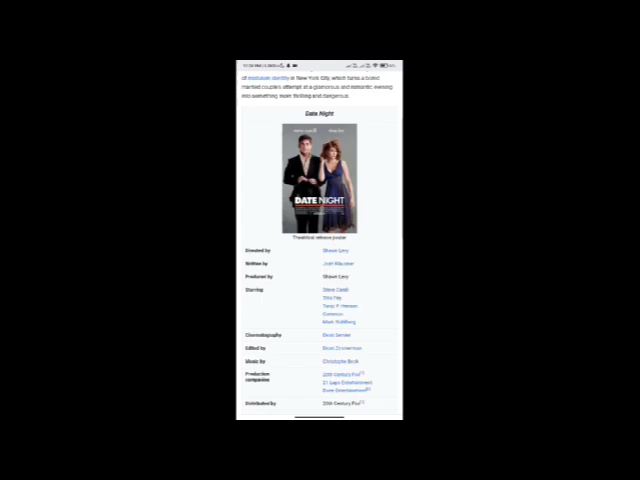 of mistaken identity in New York City, which turns a bored
married couple's attempt at a glamorous and romantic evening
into something more thrilling and dangerous.
Date Night
DATE NIGHT
Theatrical release poster
Directed by Shawn Levy
Written by Josh Klausner
Produced by Shawn Levy
Starring Steve Carell
Tina Fey
Taraji P. Henson
Common
Mark Wahlberg
Cinematography Dean Semler
Edited by Dean Zimmerman
Music by Christophe Beck
Production companies 20th Century Fox[1]
21 Laps Entertainment
Distributed by 20th Century Fox[1]